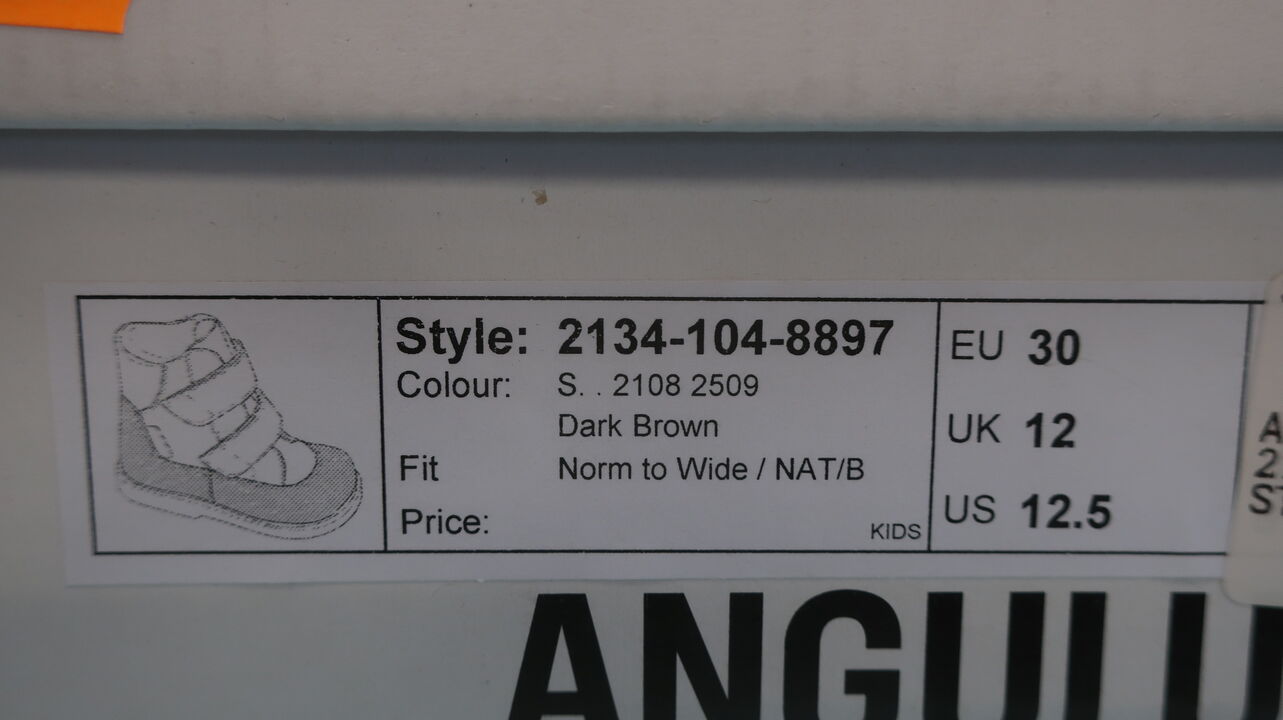 Style: 2134-104-8897
Colour: S. . 2108 2509
Dark Brown
Fit Norm to Wide / NAT/B
Price:
KIDS
EU 30
UK 12
US 12.5